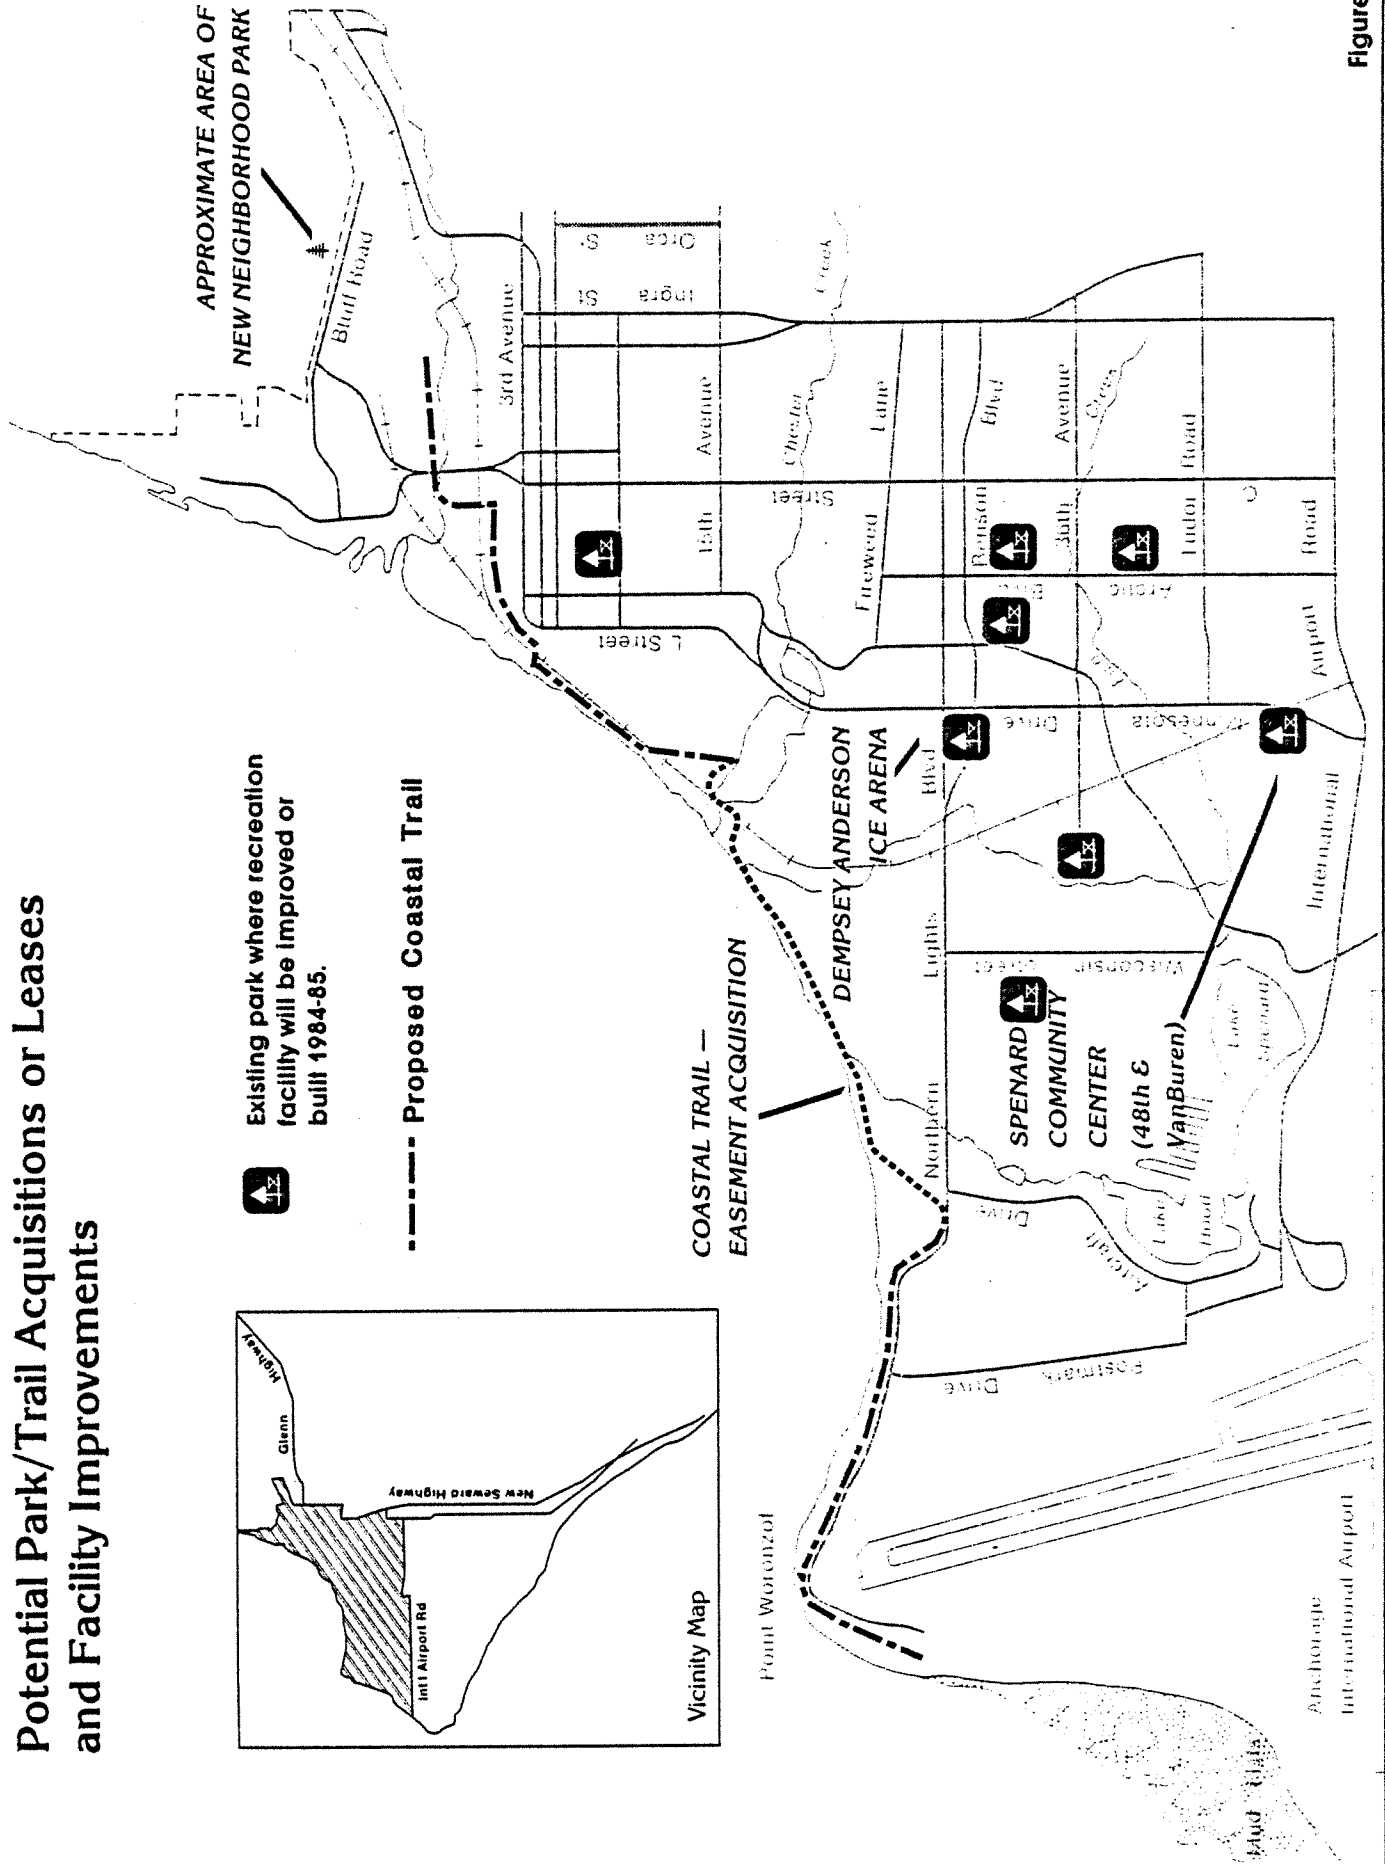 Potential Park/Trail Acquisitions or Leases
and Facility Improvements
Existing park where recreation
facility will be improved or
built 1984-85.
Proposed Coastal Trail
Glenn
Highway
New Seward Highway
Int'l Airport Rd
Vicinity Map
APPROXIMATE AREA OF
NEW NEIGHBORHOOD PARK
Bluff Road
3rd Avenue
Orca St
Ingra St
15th Avenue
L Street
Chester Creek
Fireweed Lane
C Street
COASTAL TRAIL —
EASEMENT ACQUISITION
DEMPSEY ANDERSON
ICE ARENA
Northern Lights Blvd
Benson Blvd
36th Avenue
Arctic Blvd
Creek
Tudor Road
Minnesota Drive
Wisconsin Street
SPENARD
COMMUNITY
CENTER
(48th &
VanBuren)
Lake
Spenard
Lake
Hood
Aircraft Drive
Postmark Drive
International Airport Road
Point Woronzof
Anchorage
International Airport
Mud Flats
Figure